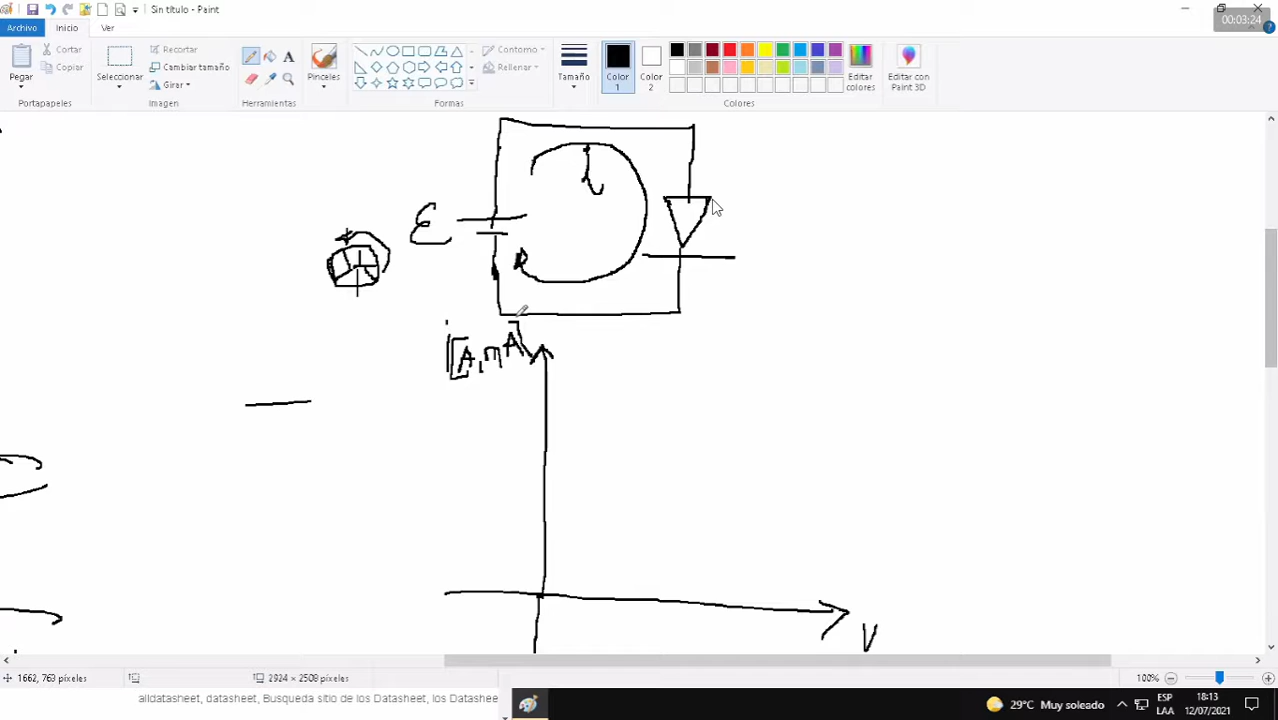 Sin título - Paint
00:03:24
Archivo
Inicio
Ver
Pegar
Cortar
Copiar
Portapapeles
Seleccionar
Recortar
Cambiar tamaño
Girar
Imagen
A
Herramientas
Pinceles
Contorno
Rellenar
Formas
Tamaño
Color 1
Color 2
Editar colores
Editar con Paint 3D
Colores
+
i
ε
i [A, mA]
V
1662, 763 píxeles
2924 × 2508 píxeles
100%
alldatasheet, datasheet, Busqueda sitio de los Datasheet, los Datashee
29°C Muy soleado
ESP
LAA
18:13
12/07/2021